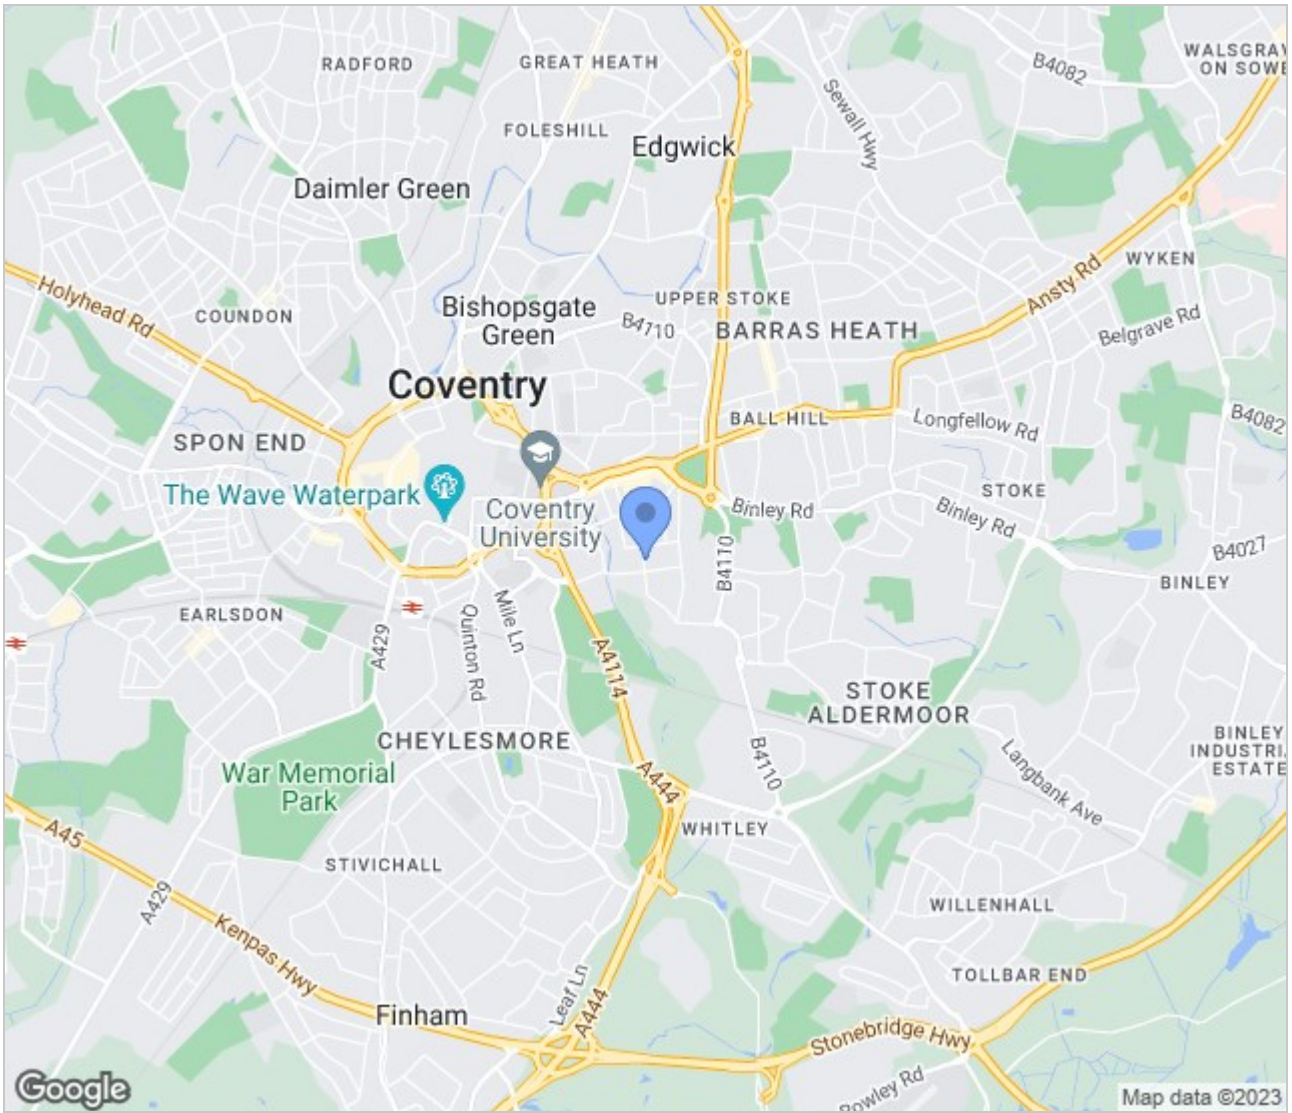 RADFORD
GREAT HEATH
B4082
WALSGRAV
ON SOWE
Sewall Hwy
FOLESHILL
Edgwick
Daimler Green
WYKEN
Ansty Rd
Holyhead Rd
COUNDON
Bishopsgate
Green
UPPER STOKE
B4710
BARRAS HEATH
Belgrave Rd
Coventry
BALL HILL
Longfellow Rd
B4082
SPON END
The Wave Waterpark
Coventry
University
Binley Rd
STOKE
Binley Rd
B4027
B4110
BINLEY
EARLSDON
A429
Quinton Rd
Mile Ln
A4114
STOKE
ALDERMOOR
CHEYLESMORE
BINLEY
INDUSTRI
ESTATE
War Memorial
Park
A444
B4110
Langbank Ave
A45
WHITLEY
STIVICHALL
A429
WILLENHALL
Kenpas Hwy
TOLLBAR END
Leaf Ln
Finham
A444
Stonebridge Hwy
Rowley Rd
Google
Map data ©2023